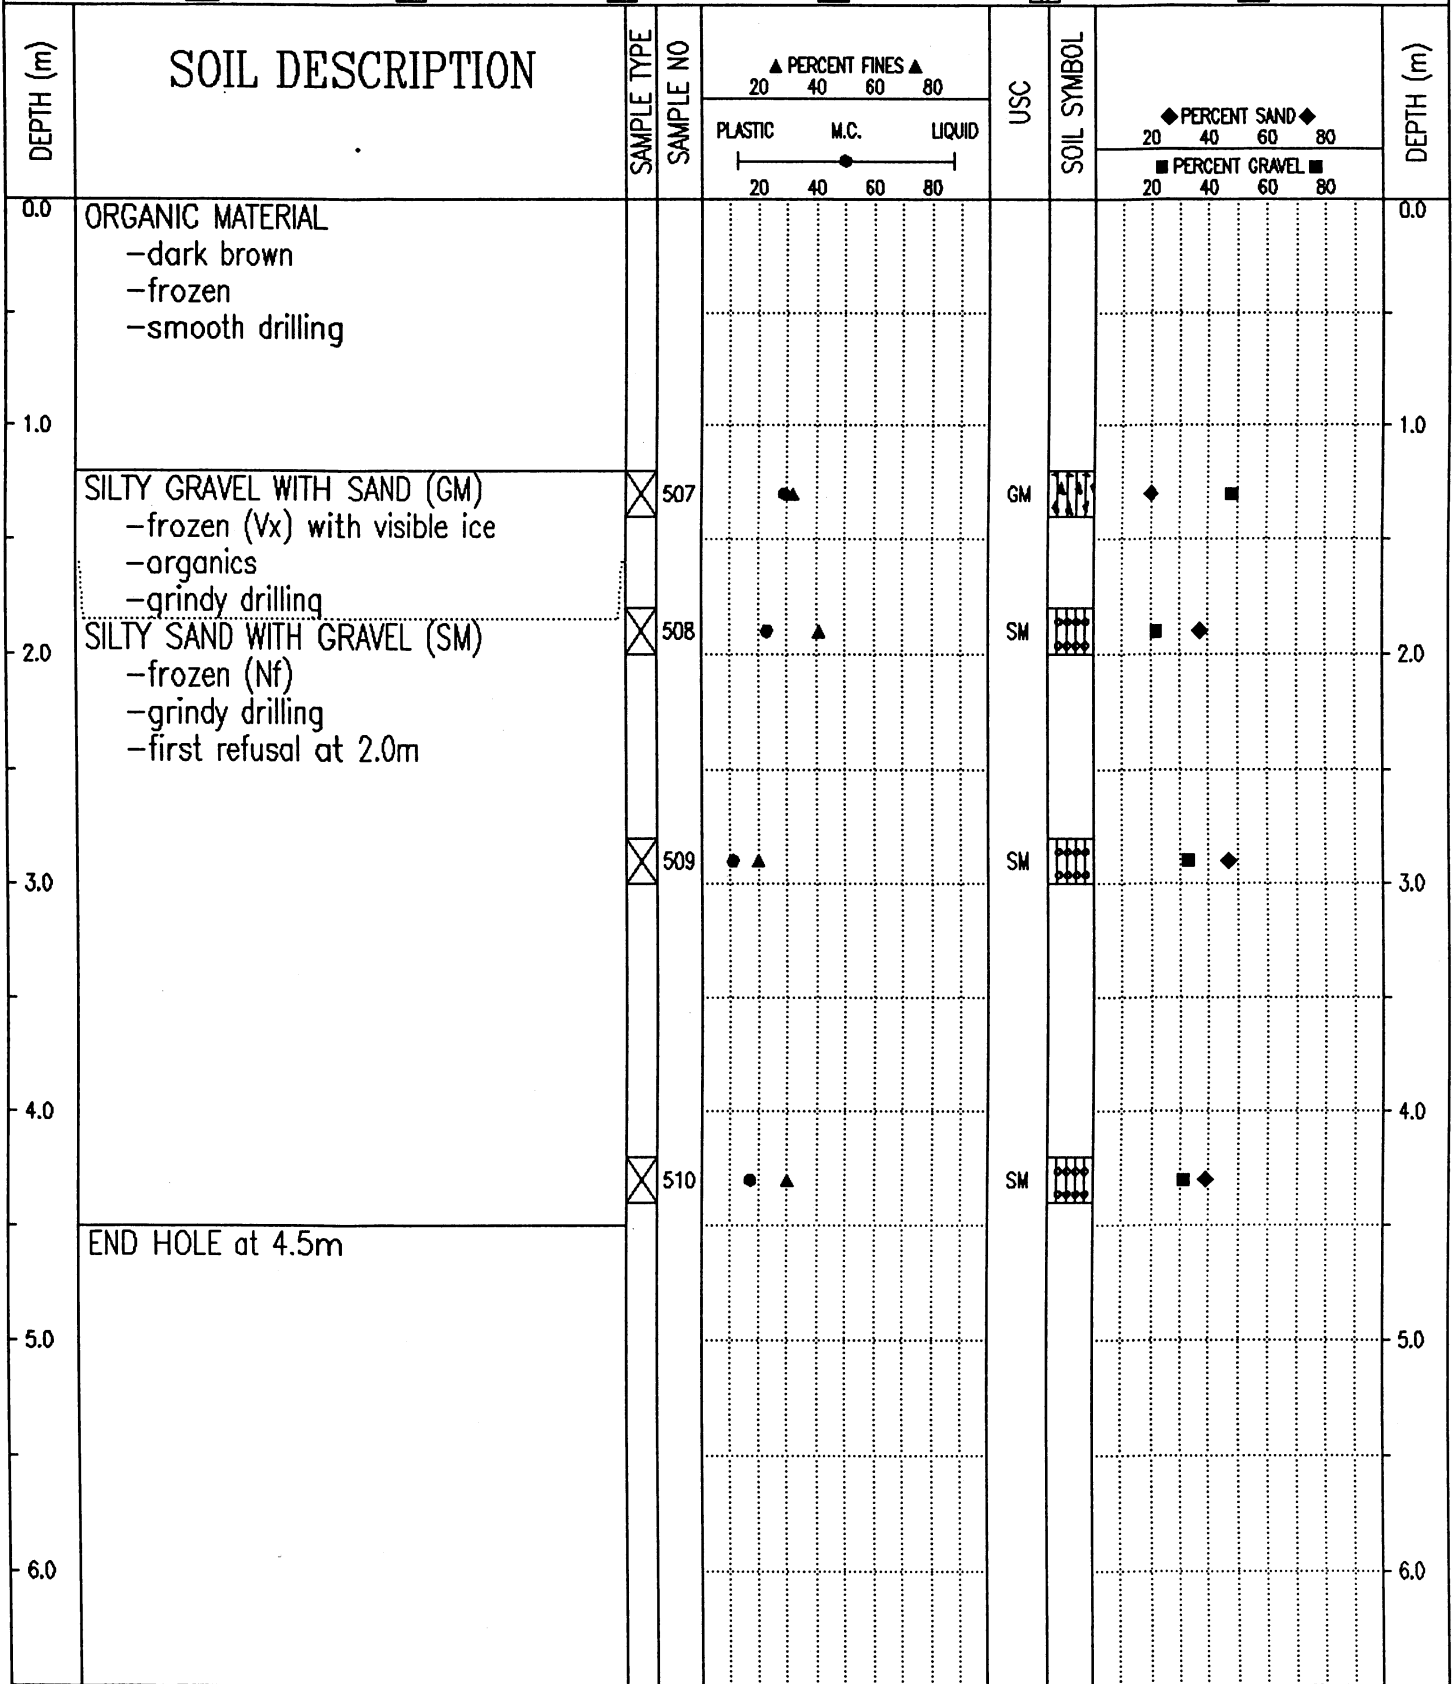 DEPTH (m)
SOIL DESCRIPTION
SAMPLE TYPE
SAMPLE NO
▲ PERCENT FINES ▲
20 40 60 80
PLASTIC M.C. LIQUID
20 40 60 80
USC
SOIL SYMBOL
◆ PERCENT SAND ◆
20 40 60 80
■ PERCENT GRAVEL ■
20 40 60 80
DEPTH (m)
0.0 ORGANIC MATERIAL 0.0
-dark brown
-frozen
-smooth drilling
1.0 1.0
SILTY GRAVEL WITH SAND (GM) 507 GM
-frozen (Vx) with visible ice
-organics
-grindy drilling
SILTY SAND WITH GRAVEL (SM) 508 SM
2.0 2.0
-frozen (Nf)
-grindy drilling
-first refusal at 2.0m
509 SM
3.0 3.0
4.0 4.0
510 SM
END HOLE at 4.5m
5.0 5.0
6.0 6.0